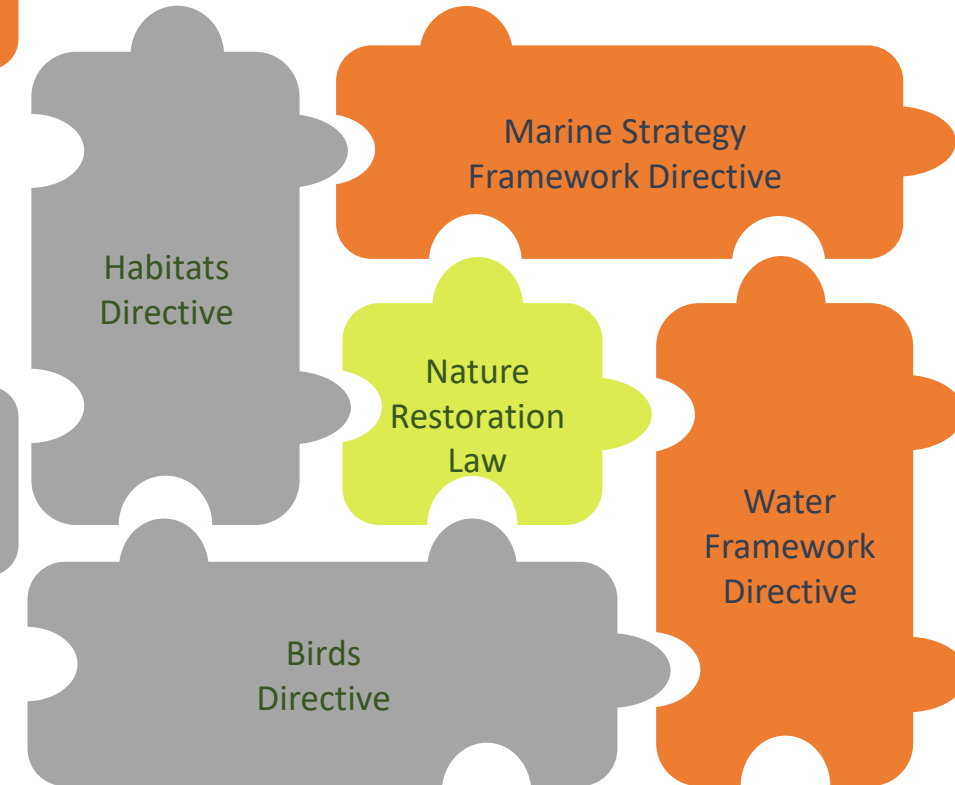 Marine Strategy
Framework Directive
Habitats
Directive
Nature
Restoration
Law
Water
Framework
Directive
Birds
Directive